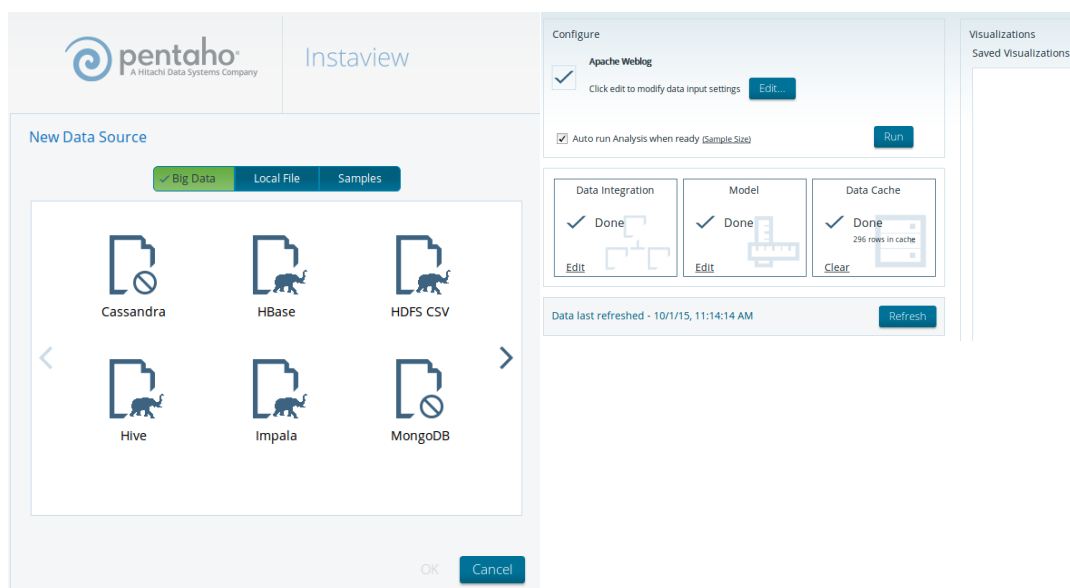 pentaho
A Hitachi Data Systems Company
Instaview
New Data Source
Big Data Local File Samples
Cassandra HBase HDFS CSV
Hive Impala MongoDB
OK Cancel
Configure
Apache Weblog
Click edit to modify data input settings Edit...
Auto run Analysis when ready (Sample Size) Run
Data Integration Model Data Cache
Done Done Done
296 rows in cache
Edit Edit Clear
Data last refreshed - 10/1/15, 11:14:14 AM Refresh
Visualizations
Saved Visualizations